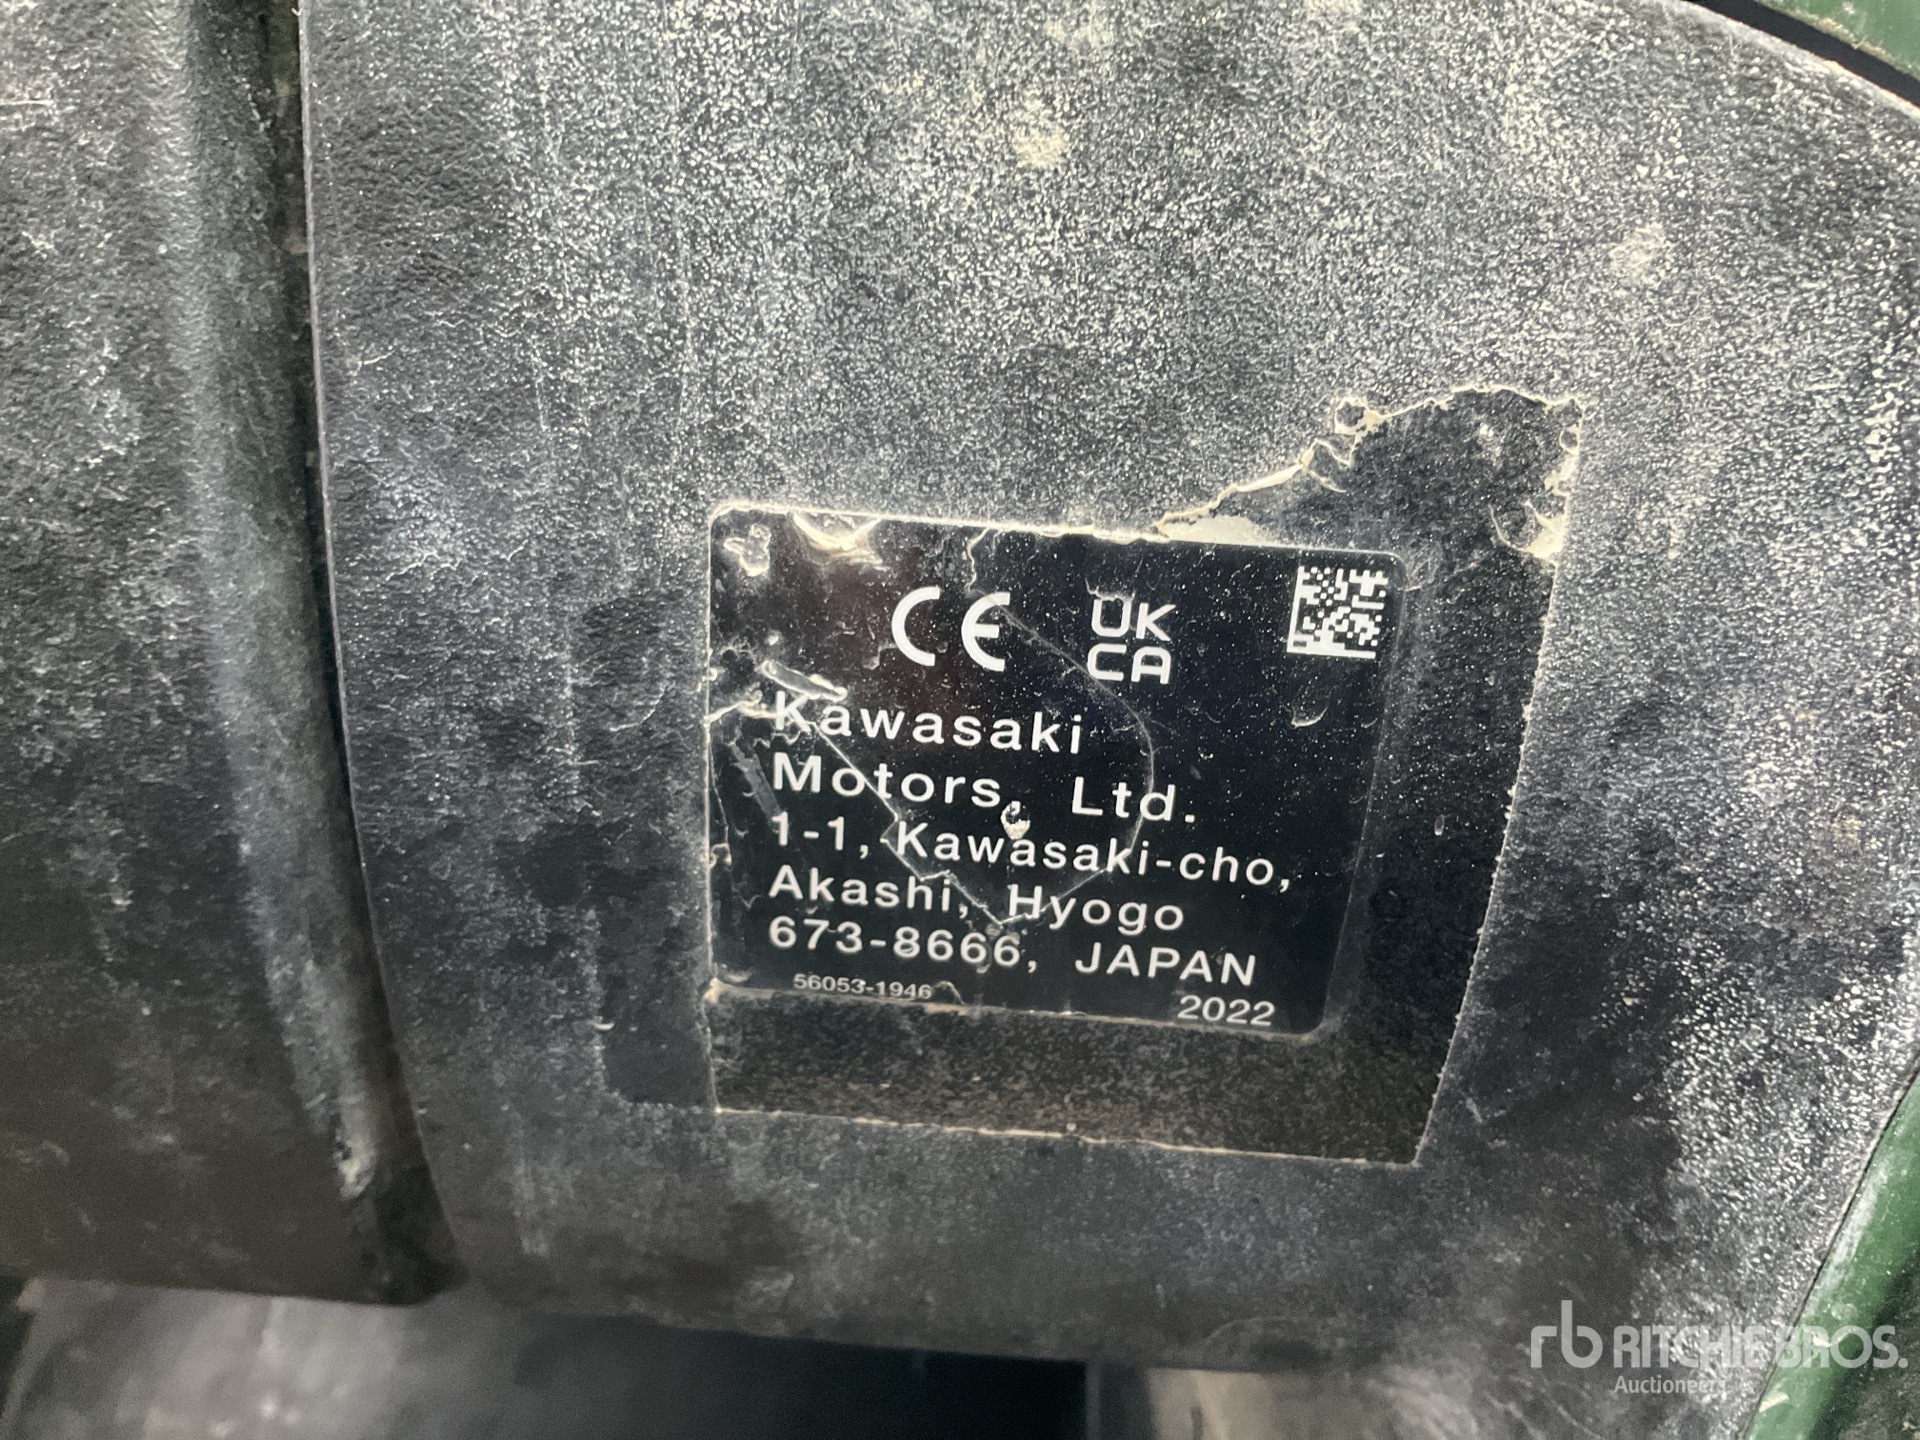 CE
UK
CA
Kawasaki
Motors, Ltd.
1-1, Kawasaki-cho,
Akashi, Hyogo
673-8666, JAPAN
56053-1946
2022
rb RITCHIE BROS.
Auctioneers